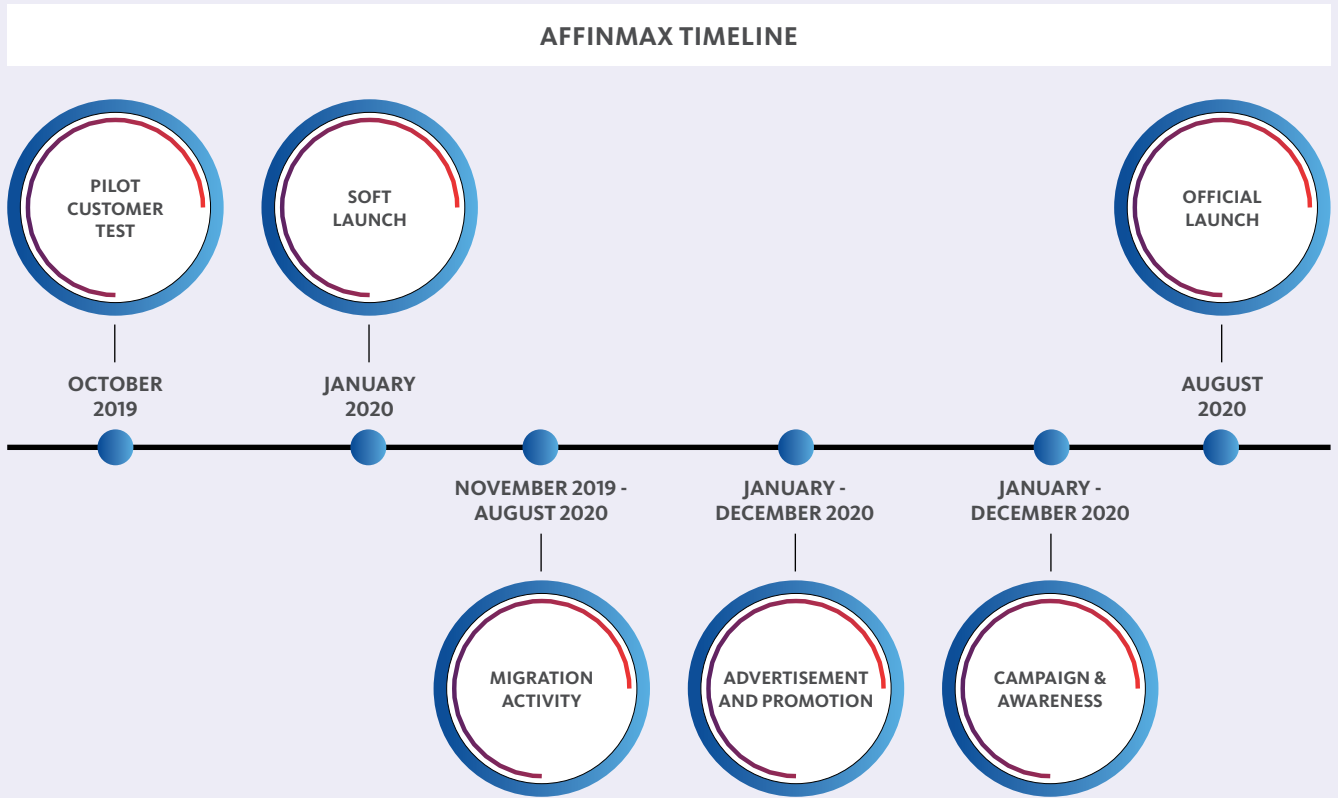 AFFINMAX TIMELINE
PILOT
CUSTOMER
TEST
OCTOBER
2019
SOFT
LAUNCH
JANUARY
2020
NOVEMBER 2019 -
AUGUST 2020
MIGRATION
ACTIVITY
JANUARY -
DECEMBER 2020
ADVERTISEMENT
AND PROMOTION
JANUARY -
DECEMBER 2020
CAMPAIGN &
AWARENESS
OFFICIAL
LAUNCH
AUGUST
2020